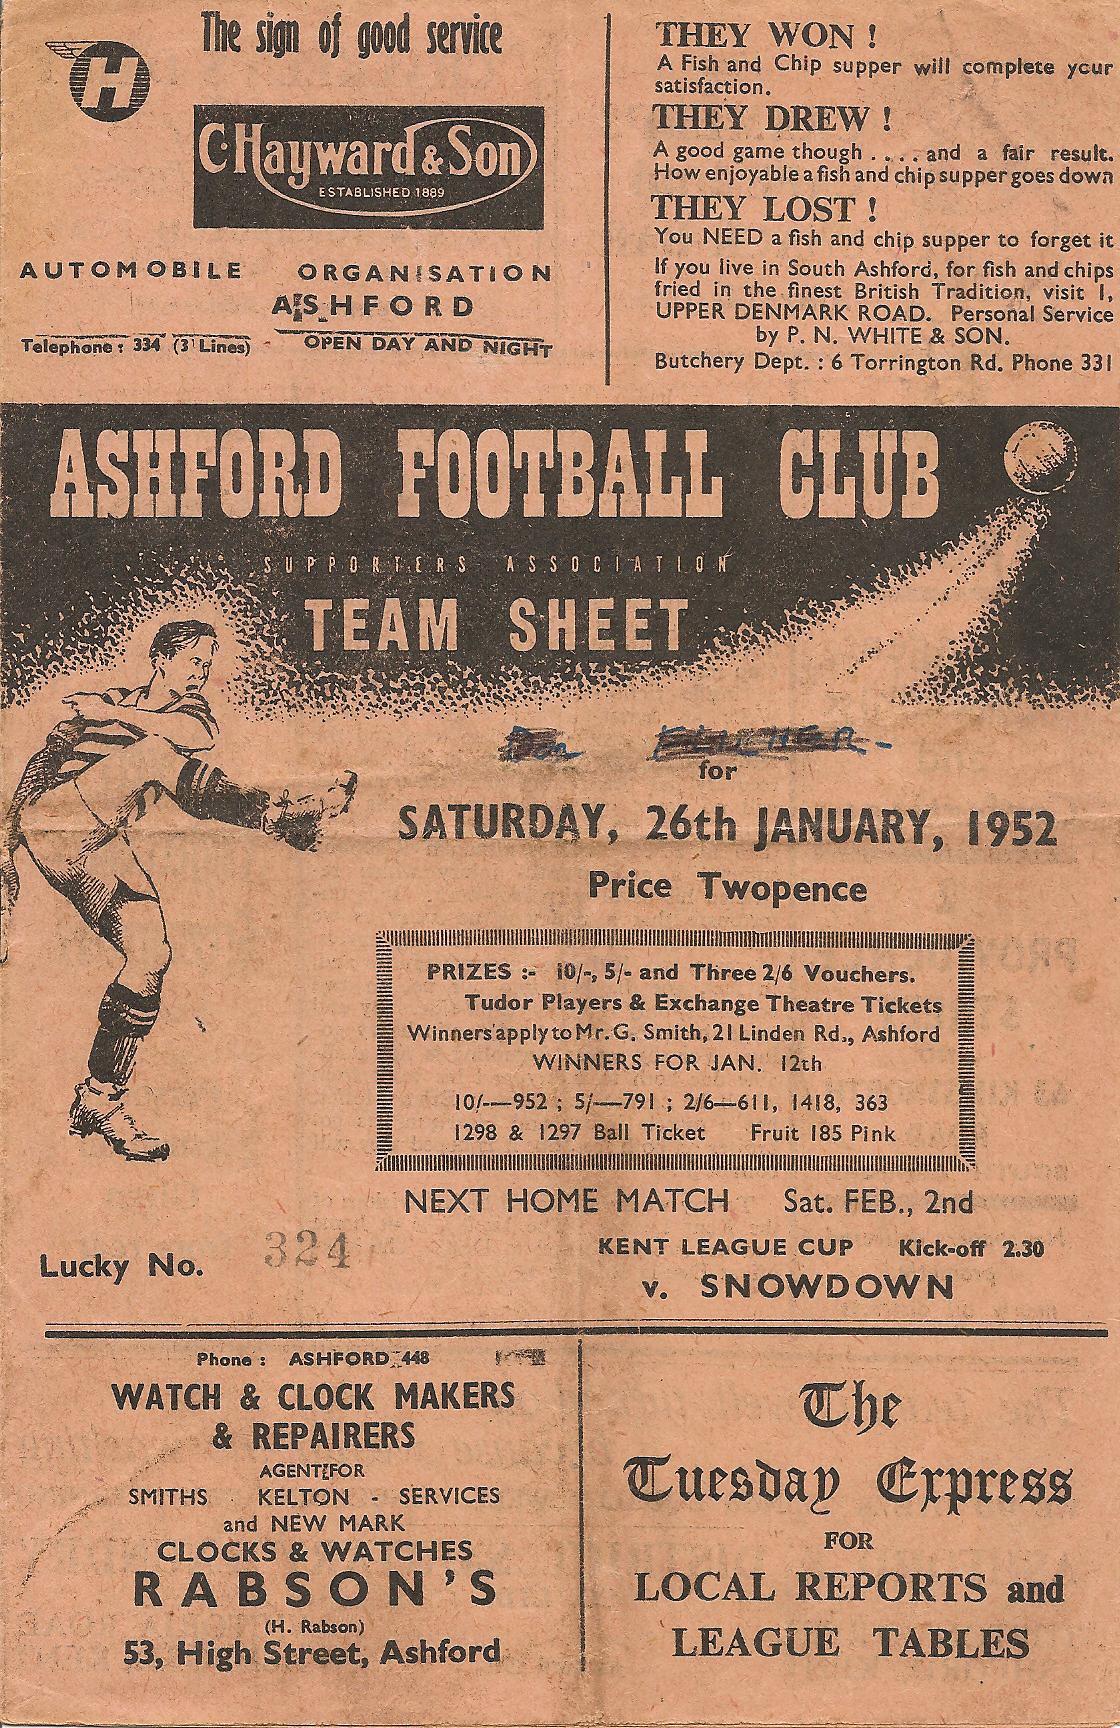 The sign of good service
H
C. Hayward & Son
ESTABLISHED 1889
AUTOMOBILE ORGANISATION
ASHFORD
Telephone : 334 (3 Lines) OPEN DAY AND NIGHT
THEY WON !
A Fish and Chip supper will complete your
satisfaction.
THEY DREW !
A good game though .... and a fair result.
How enjoyable a fish and chip supper goes down
THEY LOST !
You NEED a fish and chip supper to forget it
If you live in South Ashford, for fish and chips
fried in the finest British Tradition, visit 1,
UPPER DENMARK ROAD. Personal Service
by P. N. WHITE & SON.
Butchery Dept. : 6 Torrington Rd. Phone 331
ASHFORD FOOTBALL CLUB
SUPPORTERS ASSOCIATION
TEAM SHEET
for
SATURDAY, 26th JANUARY, 1952
Price Twopence
PRIZES :- 10/-, 5/- and Three 2/6 Vouchers.
Tudor Players & Exchange Theatre Tickets
Winners apply to Mr. G. Smith, 21 Linden Rd., Ashford
WINNERS FOR JAN. 12th
10/-—952 ; 5/—791 ; 2/6—611, 1418, 363
1298 & 1297 Ball Ticket Fruit 185 Pink
NEXT HOME MATCH Sat. FEB., 2nd
KENT LEAGUE CUP Kick-off 2.30
v. SNOWDOWN
Lucky No. 324
Phone : ASHFORD 448
WATCH & CLOCK MAKERS
& REPAIRERS
AGENT FOR
SMITHS KELTON - SERVICES
and NEW MARK
CLOCKS & WATCHES
RABSON'S
(H. Rabson)
53, High Street, Ashford
The
Tuesday Express
FOR
LOCAL REPORTS and
LEAGUE TABLES